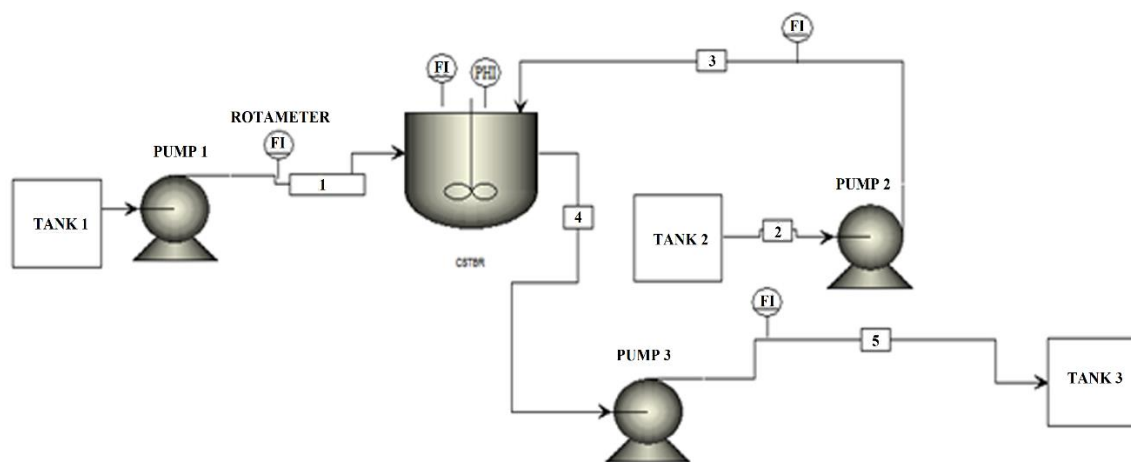 FI
3
FI
PHI
ROTAMETER
FI
PUMP 1
1
TANK 1
4
CSTBR
PUMP 2
TANK 2
2
FI
5
PUMP 3
TANK 3